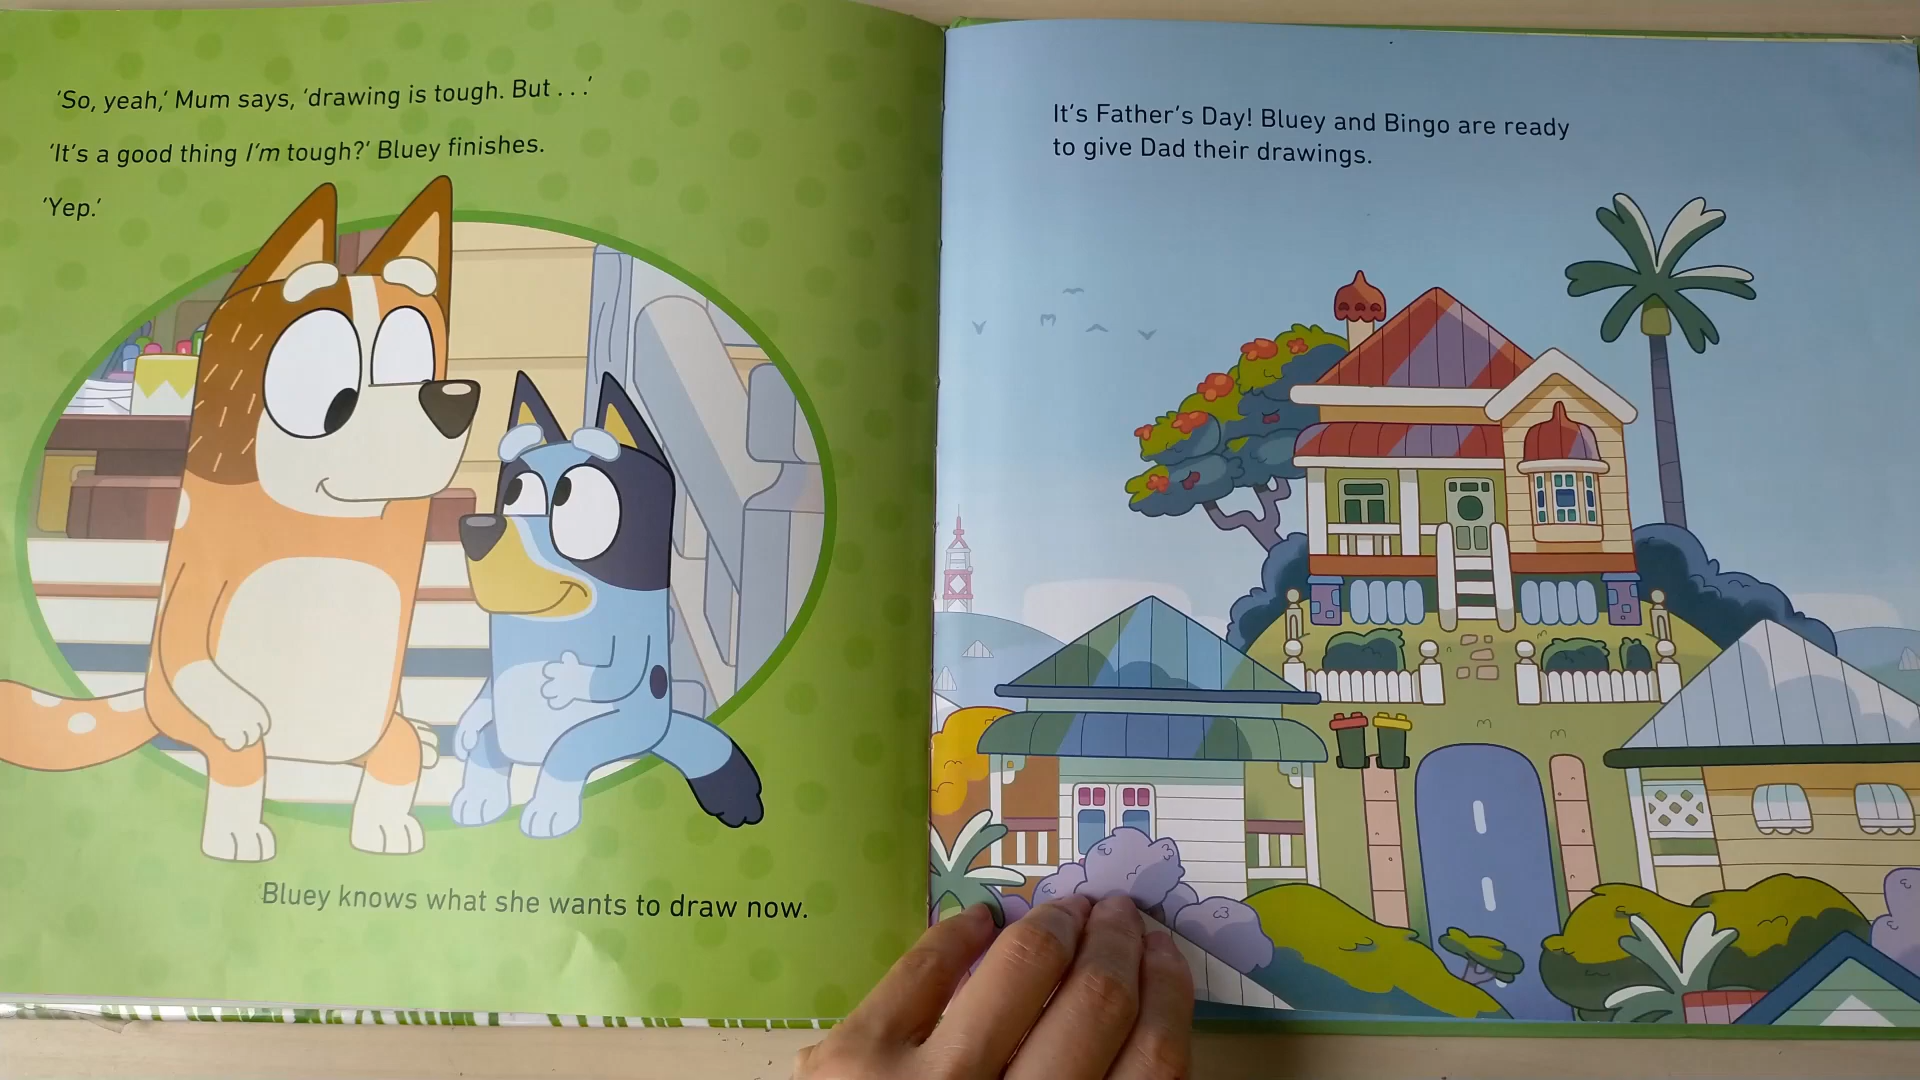 ‘So, yeah,’ Mum says, ‘drawing is tough. But . . .’
‘It’s a good thing I’m tough?’ Bluey finishes.
‘Yep.’
Bluey knows what she wants to draw now.
It’s Father’s Day! Bluey and Bingo are ready
to give Dad their drawings.